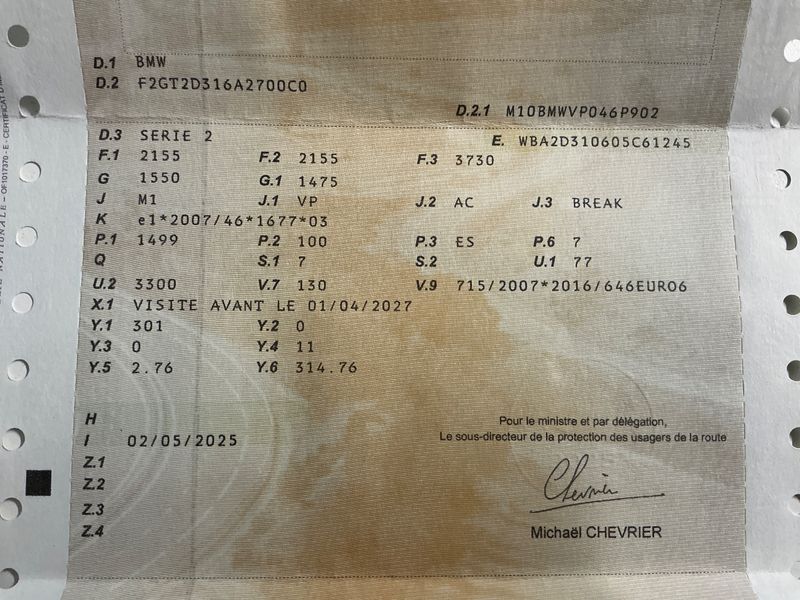 D.1 BMW
D.2 F2GT2D316A2700C0
D.2.1 M10BMWVP046P902
D.3 SERIE 2
E. WBA2D310605C61245
F.1 2155 F.2 2155 F.3 3730
G 1550 G.1 1475
J M1 J.1 VP J.2 AC J.3 BREAK
K e1*2007/46*1677*03
P.1 1499 P.2 100 P.3 ES P.6 7
Q S.1 7 S.2 U.1 77
U.2 3300 V.7 130 V.9 715/2007*2016/646EURO6
X.1 VISITE AVANT LE 01/04/2027
Y.1 301 Y.2 0
Y.3 0 Y.4 11
Y.5 2.76 Y.6 314.76
H
I 02/05/2025
Z.1
Z.2
Z.3
Z.4
Pour le ministre et par délégation,
Le sous-directeur de la protection des usagers de la route
Chevrier
Michaël CHEVRIER